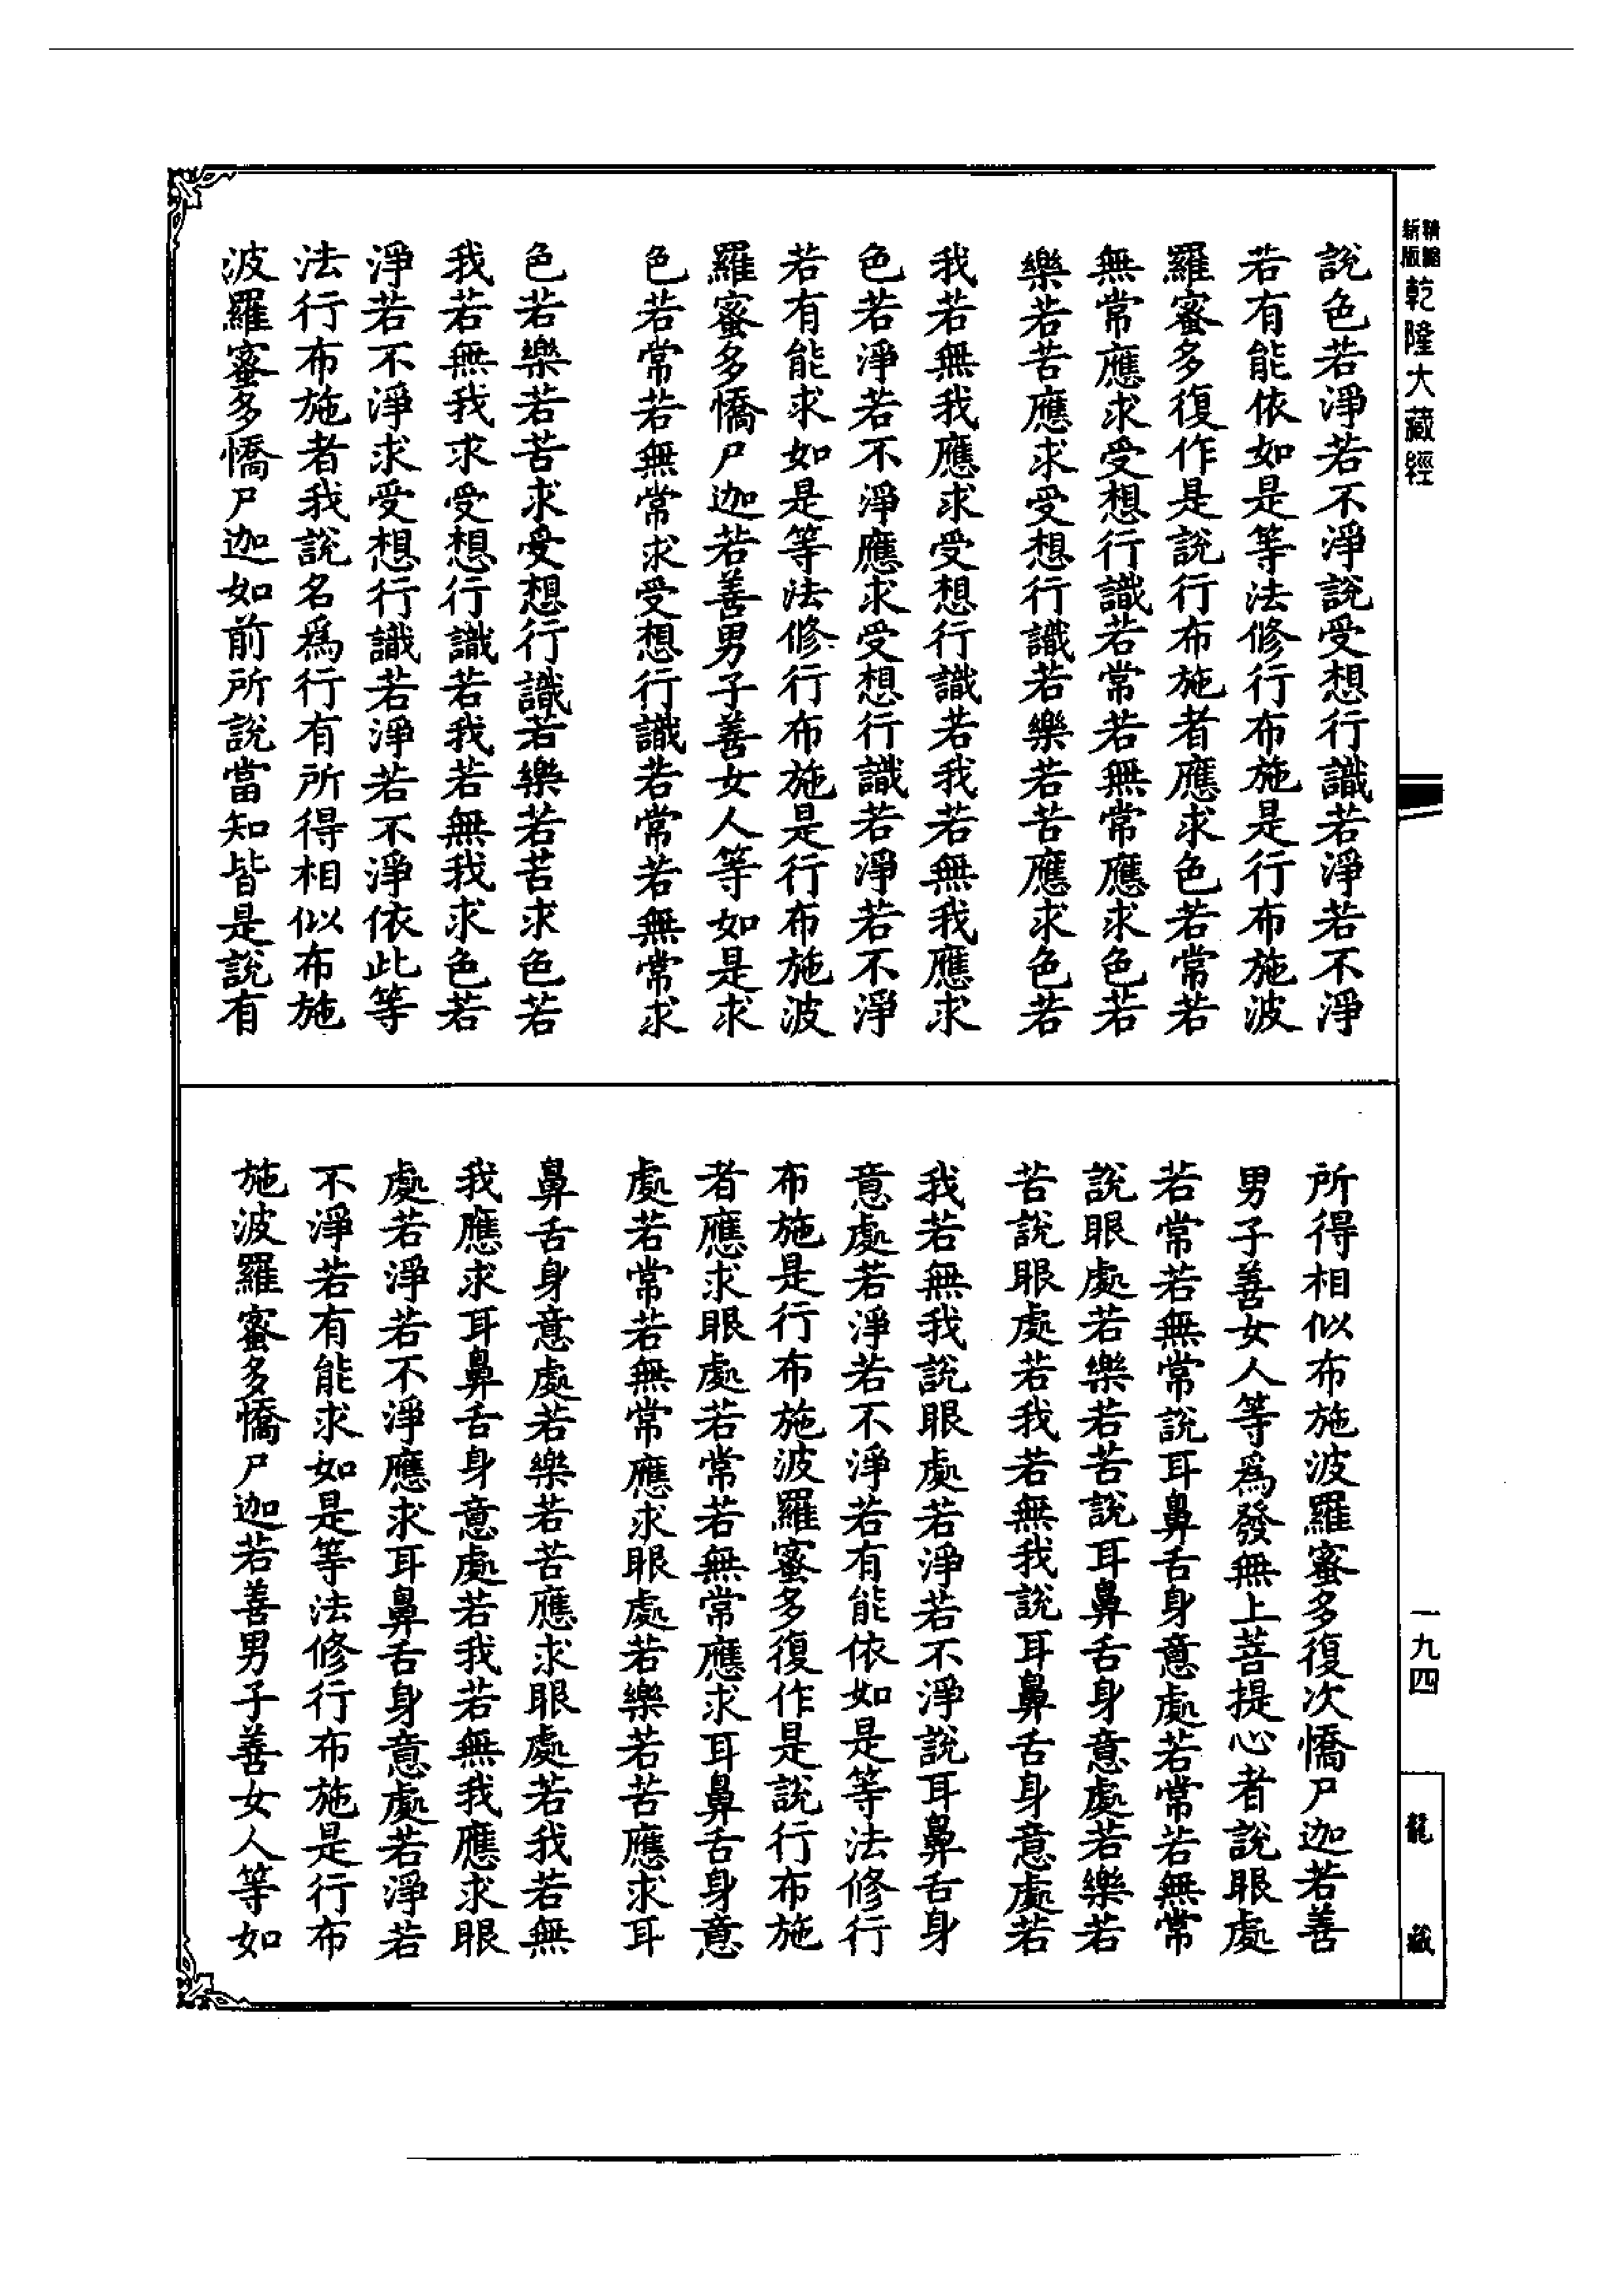 新版
精縮
乾隆大藏經
說色若淨若不淨說受想行識若淨若不淨
若有能依如是等法修行布施是行布施波
羅蜜多復作是說行布施者應求色若常若
無常應求受想行識若常若無常應求色若
樂若苦應求受想行識若樂若苦應求色若
我若無我應求受想行識若我若無我應求
色若淨若不淨應求受想行識若淨若不淨
若有能求如是等法修行布施是行布施波
羅蜜多憍尸迦若善男子善女人等如是求
色若常若無常求受想行識若常若無常求
色若樂若苦求受想行識若樂若苦求色若
我若無我求受想行識若我若無我求色若
淨若不淨求受想行識若淨若不淨依此等
法行布施者我說名爲行有所得相似布施
波羅蜜多憍尸迦如前所說當知皆是說有
所得相似布施波羅蜜多復次憍尸迦若善
男子善女人等爲發無上菩提心者說眼處
若常若無常說耳鼻舌身意處若常若無常
說眼處若樂若苦說耳鼻舌身意處若樂若
苦說眼處若我若無我說耳鼻舌身意處若
我若無我說眼處若淨若不淨說耳鼻舌身
意處若淨若不淨若有能依如是等法修行
布施是行布施波羅蜜多復作是說行布施
者應求眼處若常若無常應求耳鼻舌身意
處若常若無常應求眼處若樂若苦應求耳
鼻舌身意處若樂若苦應求眼處若我若無
我應求耳鼻舌身意處若我若無我應求眼
處若淨若不淨應求耳鼻舌身意處若淨若
不淨若有能求如是等法修行布施是行布
施波羅蜜多憍尸迦若善男子善女人等如
一九四
龍藏